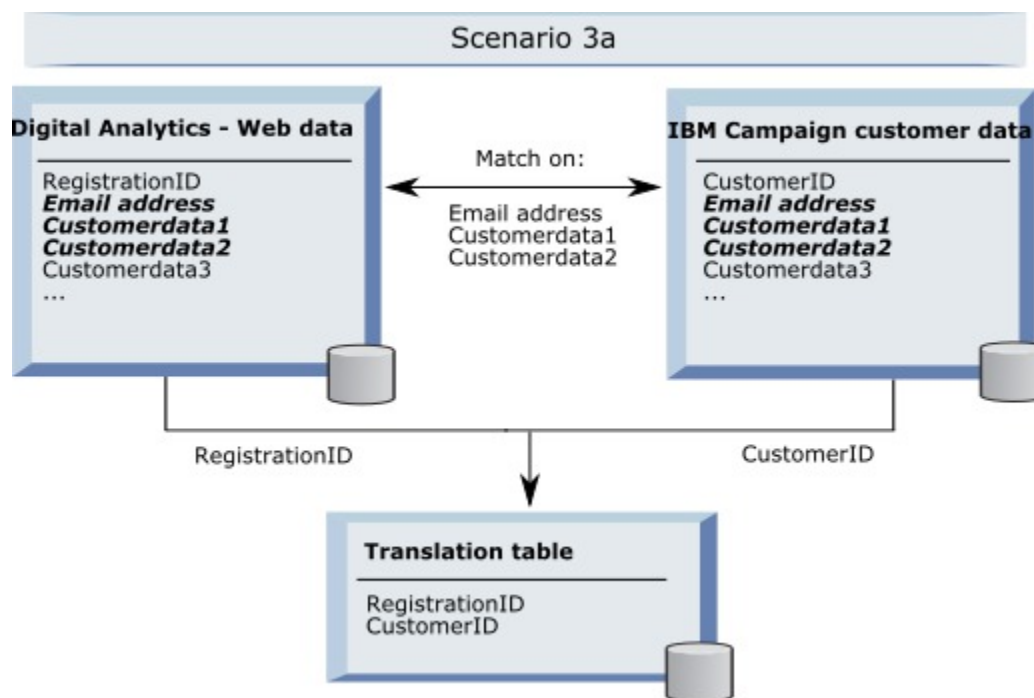 Scenario 3a
Digital Analytics - Web data
RegistrationID
Email address
Customerdata1
Customerdata2
Customerdata3
...
Match on:
Email address
Customerdata1
Customerdata2
IBM Campaign customer data
CustomerID
Email address
Customerdata1
Customerdata2
Customerdata3
...
RegistrationID
CustomerID
Translation table
RegistrationID
CustomerID